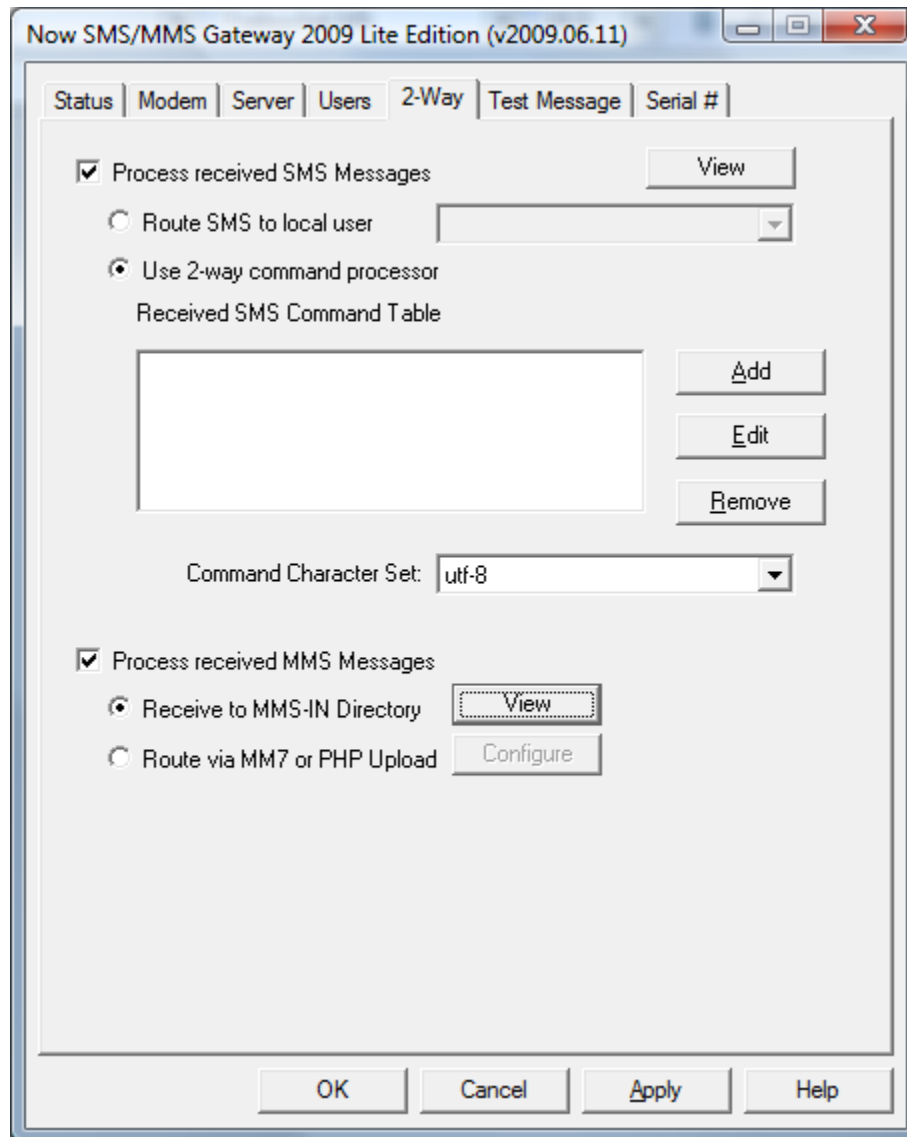 Now SMS/MMS Gateway 2009 Lite Edition (v2009.06.11)
Status Modem Server Users 2-Way Test Message Serial #
Process received SMS Messages View
Route SMS to local user
Use 2-way command processor
Received SMS Command Table
Add
Edit
Remove
Command Character Set: utf-8
Process received MMS Messages
Receive to MMS-IN Directory View
Route via MM7 or PHP Upload Configure
OK Cancel Apply Help